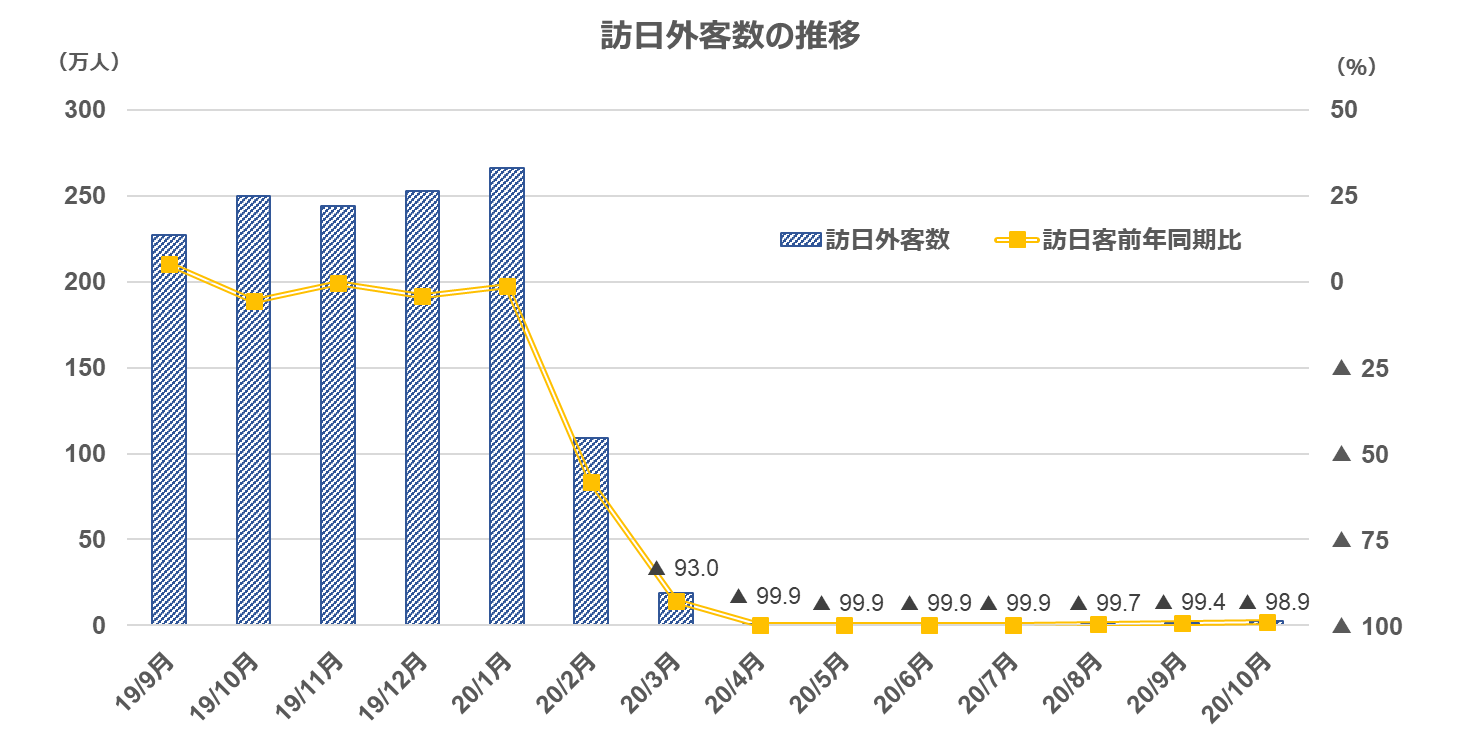 訪日外客数の推移
（万人）
（%）
300
250
200
150
100
50
0
50
25
0
▲ 25
▲ 50
▲ 75
▲ 100
訪日外客数
訪日客前年同期比
▲ 93.0
▲ 99.9
▲ 99.9
▲ 99.9
▲ 99.9
▲ 99.7
▲ 99.4
▲ 98.9
19/9月
19/10月
19/11月
19/12月
20/1月
20/2月
20/3月
20/4月
20/5月
20/6月
20/7月
20/8月
20/9月
20/10月